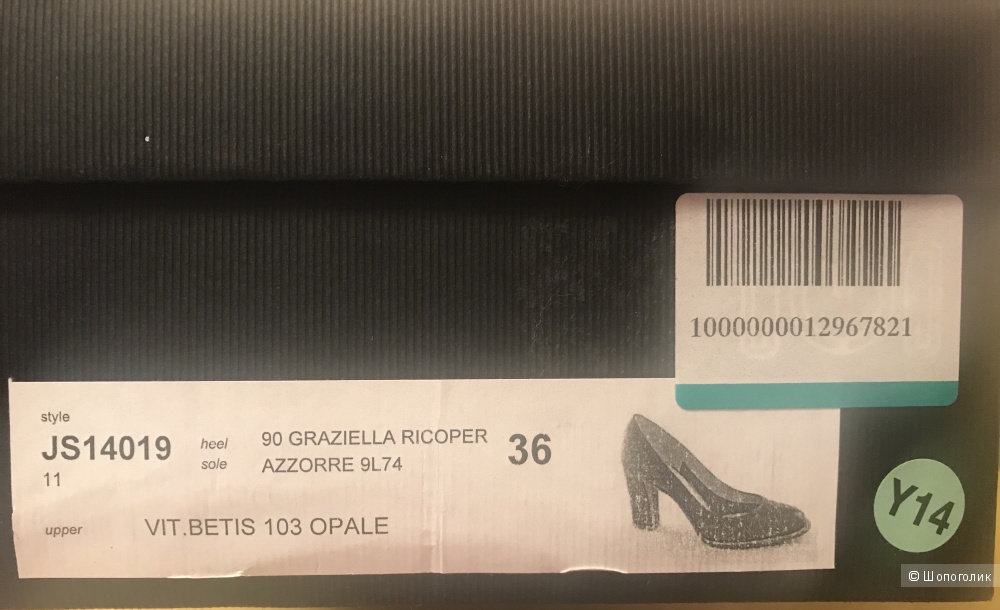 1000000012967821
style
JS14019
11
heel
sole
90 GRAZIELLA RICOPER
AZZORRE 9L74
36
upper
VIT.BETIS 103 OPALE
Y14
© Шопоголик